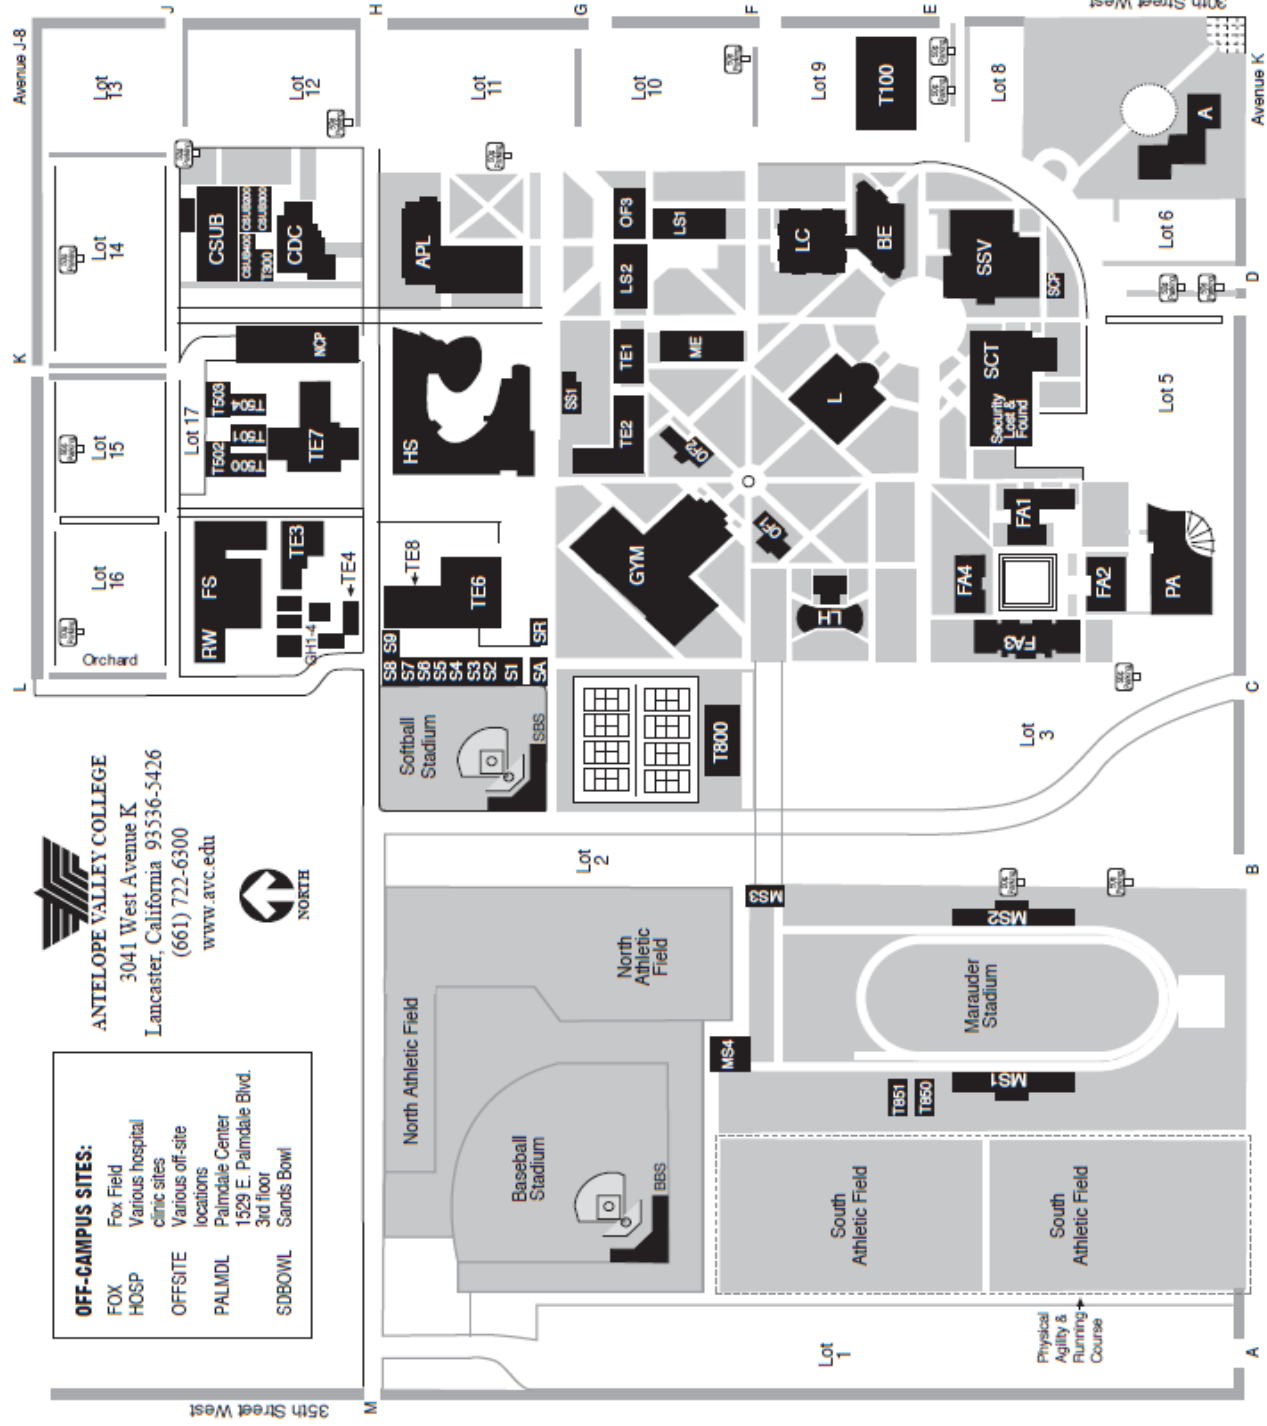 ANTELOPE VALLEY COLLEGE
3041 West Avenue K
Lancaster, California 93536-5426
(661) 722-6300
www.avc.edu
NORTH
OFF-CAMPUS SITES:
FOX Fox Field
HOSP Various hospital
clinic sites
OFFSITE Various off-site
locations
PALMDL Palmdale Center
1529 E. Palmdale Blvd.
3rd floor
SDBOWL Sands Bowl
35th Street West
M
L
Orchard
Lot
16
Lot
15
K
Lot
14
Lot
13
Avenue J-8
J
RW
FS
TE3
GH1-4
TE4
Lot 17
T502
T503
T500
T501
T504
TE7
NCP
CSUB
CSUB400
CSUB200
CSUB300
T300
CDC
Lot
12
H
North Athletic Field
Softball
Stadium
SBS
S8
S9
S7
S6
S5
S4
S3
S2
S1
SA
SR
TE8
TE6
HS
APL
Lot
11
G
Baseball
Stadium
BBS
North
Athletic
Field
Lot
2
T800
GYM
SS1
TE2
TE1
LS2
OF3
OF2
ME
LS1
Lot
10
F
MS4
MS3
OF1
L
LC
BE
Lot 9
T100
E
South
Athletic Field
South
Athletic Field
T851
T850
MS1
Marauder
Stadium
MS2
Lot
3
FA4
FA1
FA2
PA
SCT
Security
Lost &
Found
SSV
SCP
Lot 8
30th Street West
A
Lot 6
Lot 5
Lot
1
Physical
Agility &
Running
Course
A
B
C
D
Avenue K